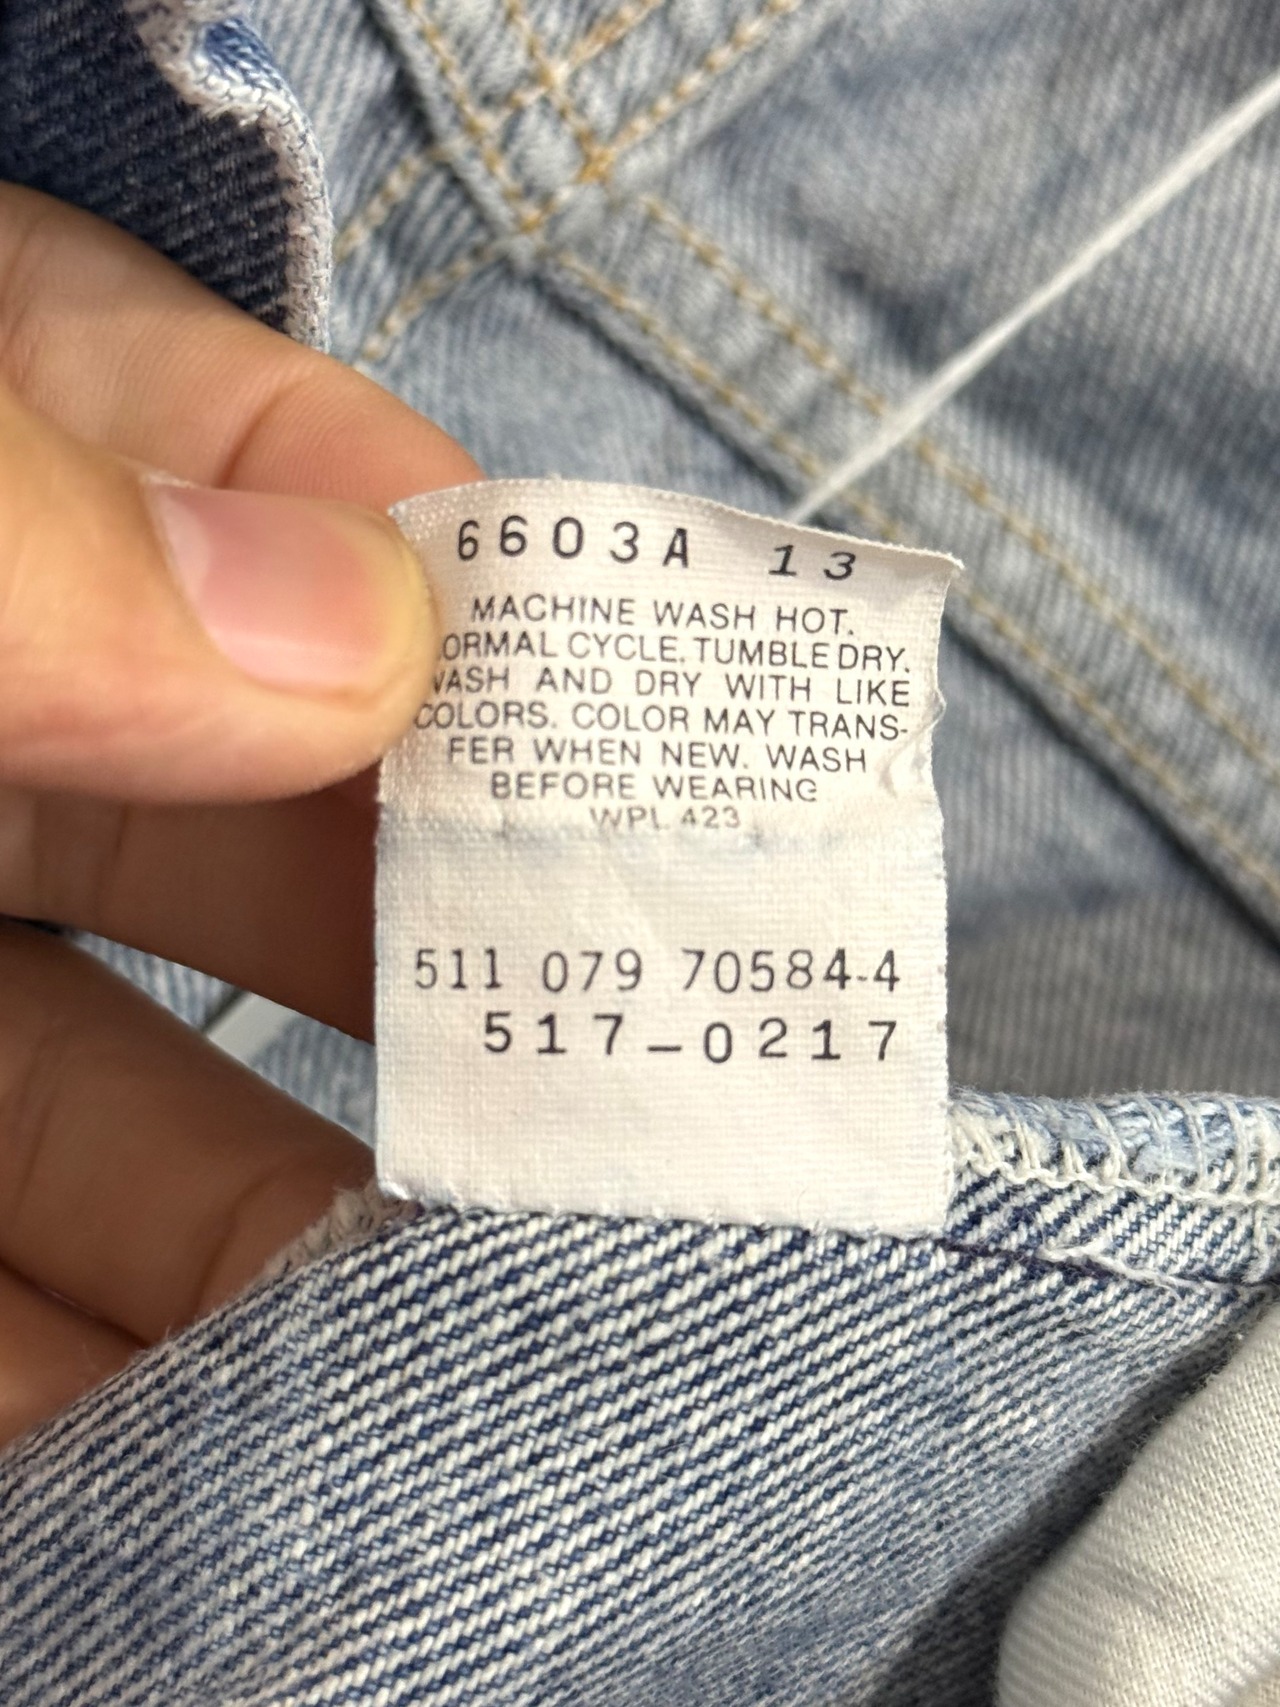 6603A 13
MACHINE WASH HOT.
ORMAL CYCLE. TUMBLE DRY.
WASH AND DRY WITH LIKE
COLORS. COLOR MAY TRANS-
FER WHEN NEW. WASH
BEFORE WEARING
WPL 423
511 079 70584-4
517-0217